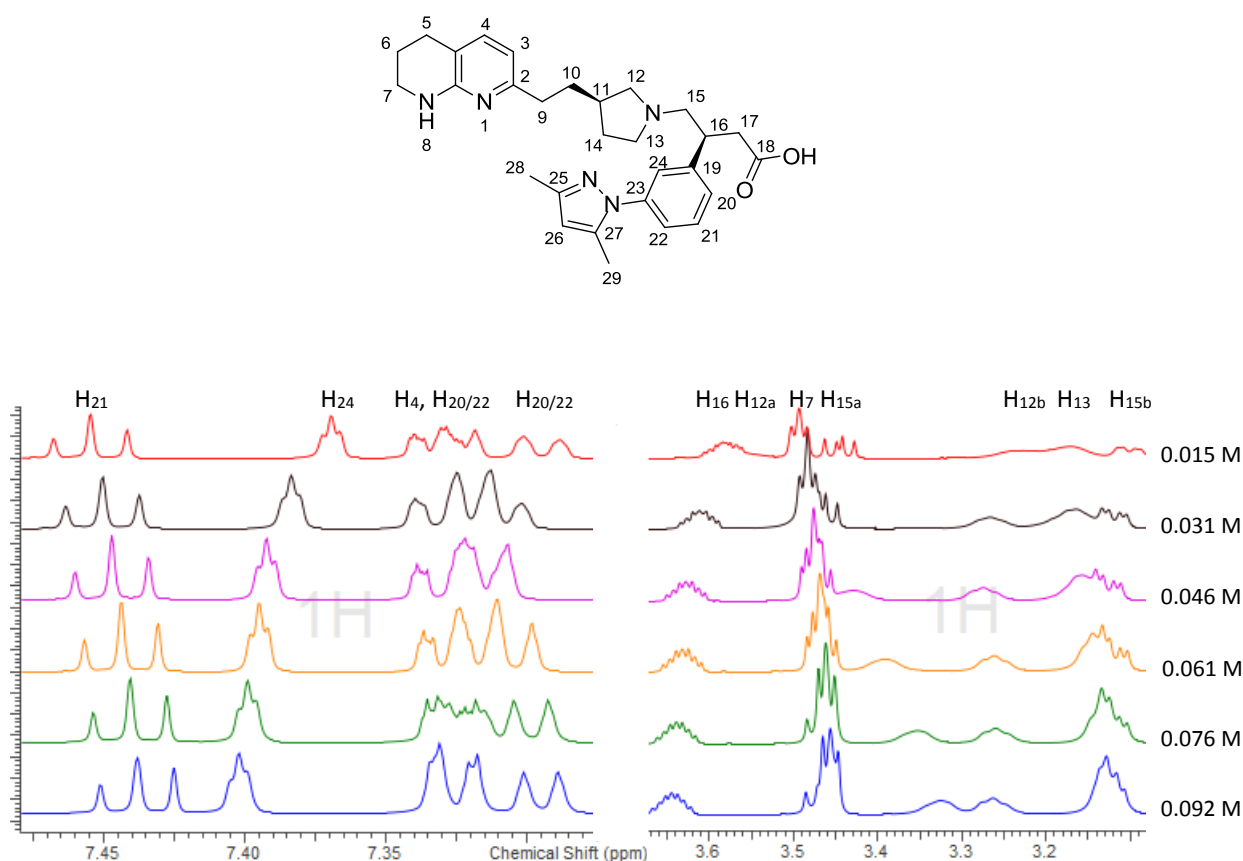 5
4
6
3
10
12
2
11
15
7
N
H
N
9
N
16
17
8
1
14
13
18
OH
28
25
N
23
24
19
O
N
20
26
27
22
21
29
H21
H24
H4, H20/22
H20/22
H16 H12a
H7
H15a
H12b
H13
H15b
0.015 M
0.031 M
0.046 M
1H
1H
0.061 M
0.076 M
0.092 M
7.45
7.40
7.35
Chemical Shift (ppm)
3.6
3.5
3.4
3.3
3.2